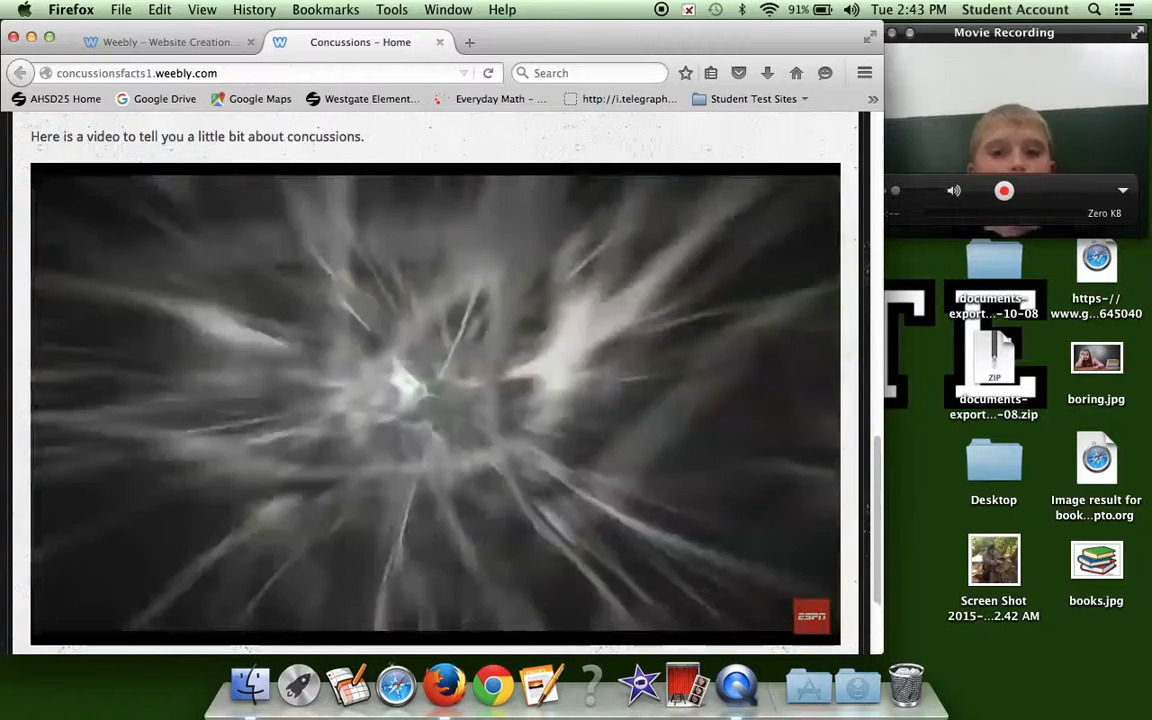 Firefox File Edit View History Bookmarks Tools Window Help 91% Tue 2:43 PM Student Account
Weebly – Website Creation...
Concussions – Home
Movie Recording
concussionsfacts1.weebly.com
Search
AHSD25 Home Google Drive Google Maps Westgate Element... Everyday Math – ... http://i.telegraph... Student Test Sites
Here is a video to tell you a little bit about concussions.
--:--
Zero KB
documents-
export...-10-08
https-//
www.g...645040
ZIP
documents-
export...-08.zip
boring.jpg
Desktop
Image result for
book...pto.org
Screen Shot
2015-...2.42 AM
books.jpg
ESPN
PAGES